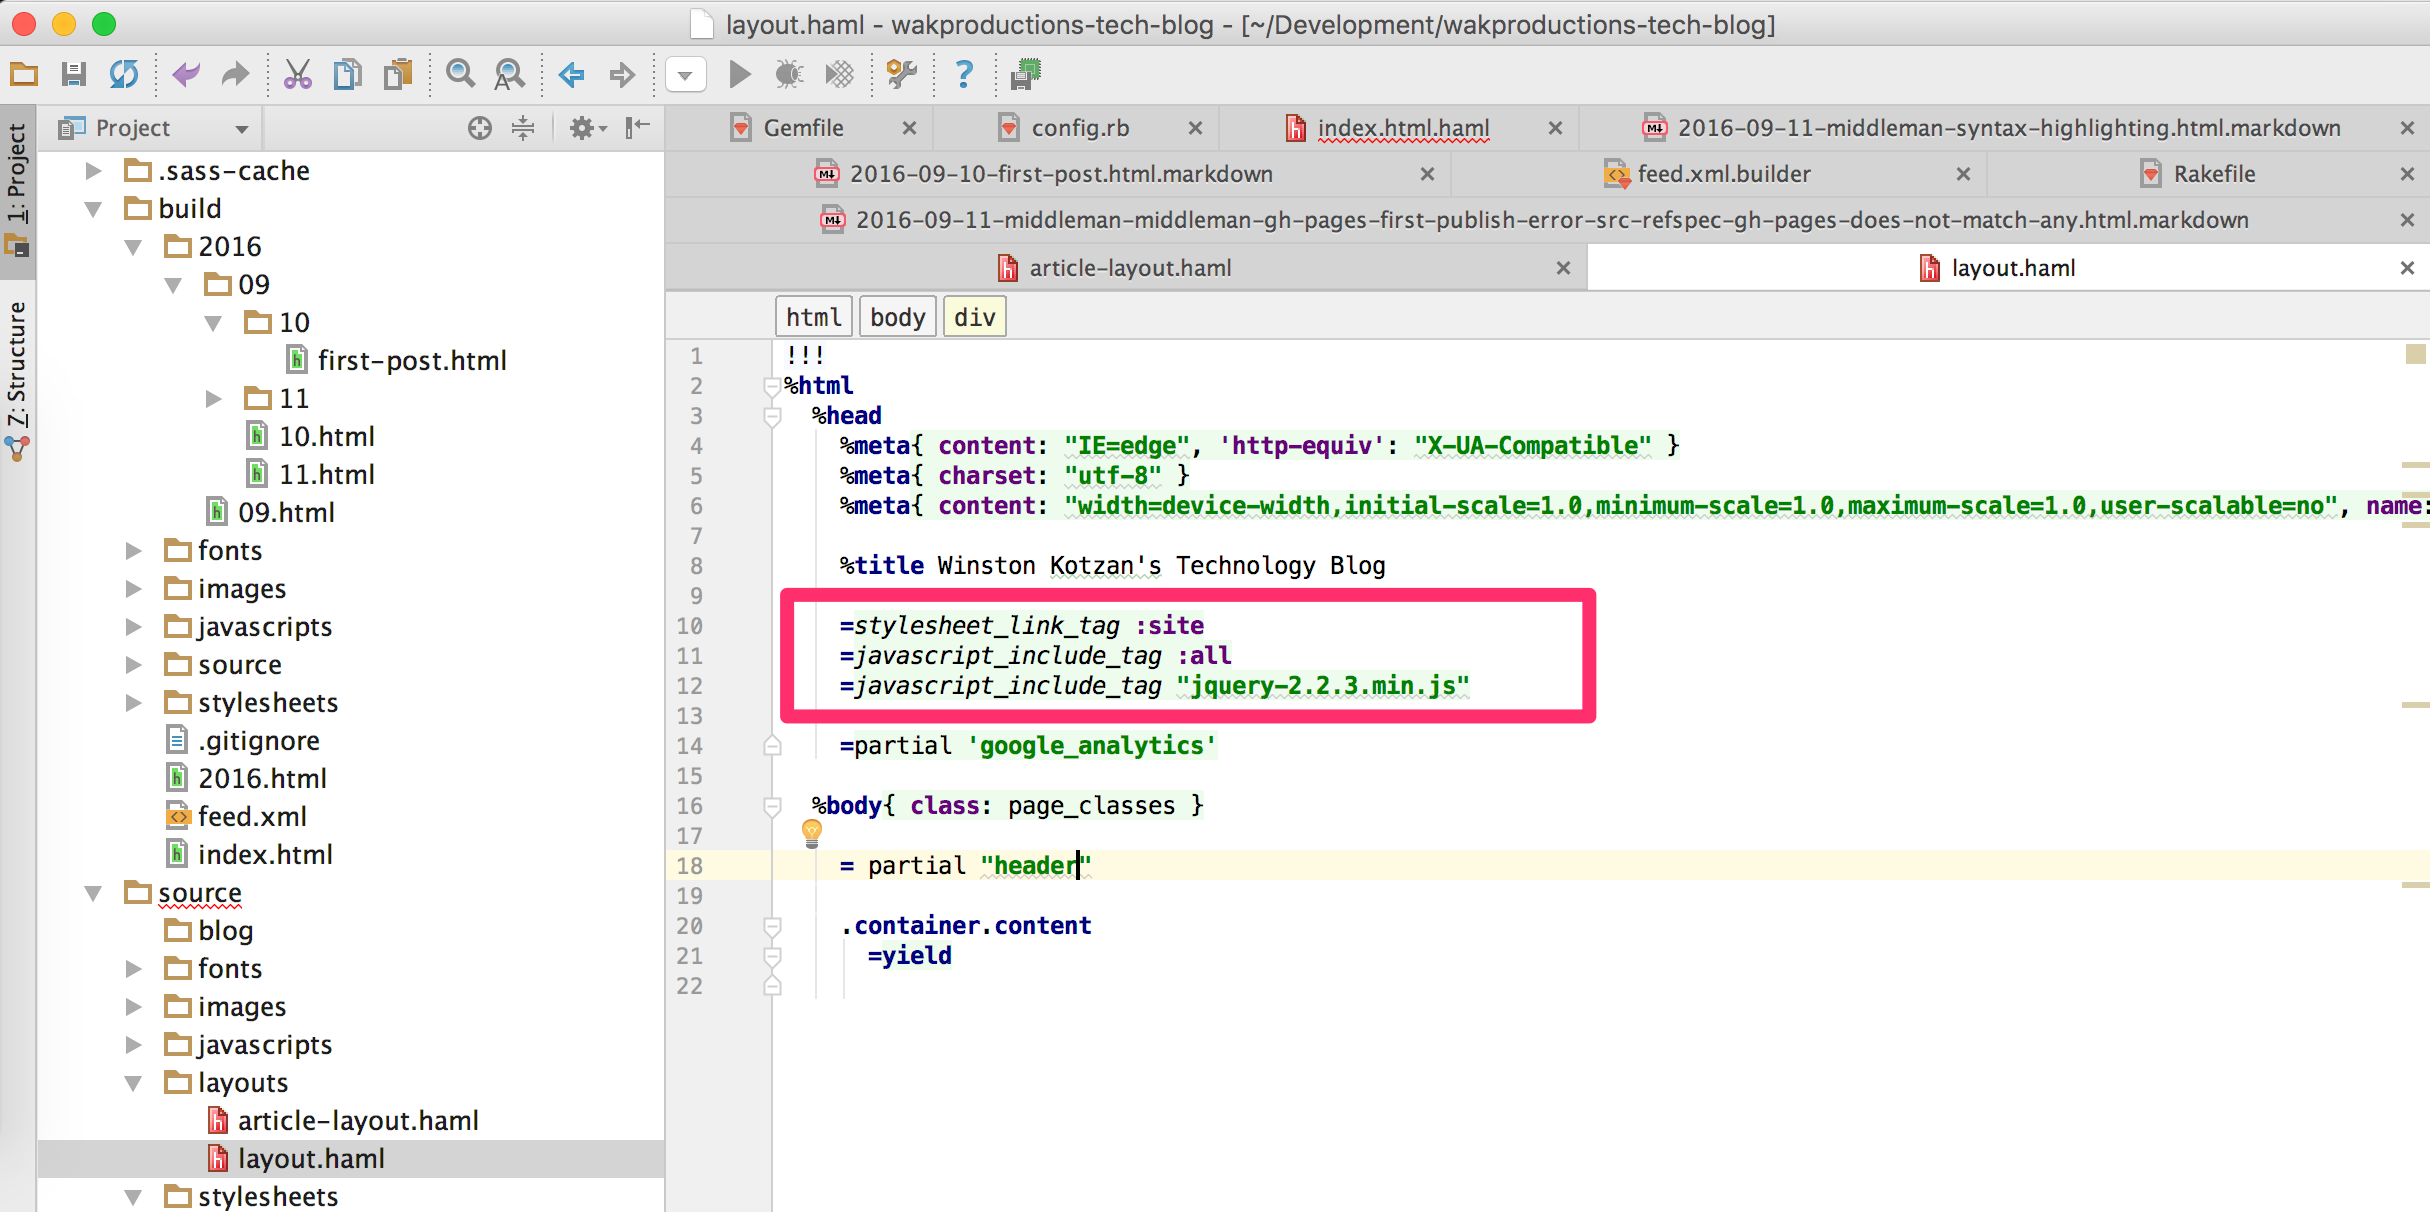 layout.haml - wakproductions-tech-blog - [~/Development/wakproductions-tech-blog]
1: Project
Z: Structure
Project
.sass-cache
build
2016
09
10
first-post.html
11
10.html
11.html
09.html
fonts
images
javascripts
source
stylesheets
.gitignore
2016.html
feed.xml
index.html
source
blog
fonts
images
javascripts
layouts
article-layout.haml
layout.haml
stylesheets
Gemfile
config.rb
index.html.haml
2016-09-11-middleman-syntax-highlighting.html.markdown
2016-09-10-first-post.html.markdown
feed.xml.builder
Rakefile
2016-09-11-middleman-middleman-gh-pages-first-publish-error-src-refspec-gh-pages-does-not-match-any.html.markdown
article-layout.haml
layout.haml
html body div
1 !!!
2 %html
3 %head
4 %meta{ content: "IE=edge", 'http-equiv': "X-UA-Compatible" }
5 %meta{ charset: "utf-8" }
6 %meta{ content: "width=device-width,initial-scale=1.0,minimum-scale=1.0,maximum-scale=1.0,user-scalable=no", name:
7
8 %title Winston Kotzan's Technology Blog
9
10 =stylesheet_link_tag :site
11 =javascript_include_tag :all
12 =javascript_include_tag "jquery-2.2.3.min.js"
13
14 =partial 'google_analytics'
15
16 %body{ class: page_classes }
17
18 = partial "header"
19
20 .container.content
21 =yield
22